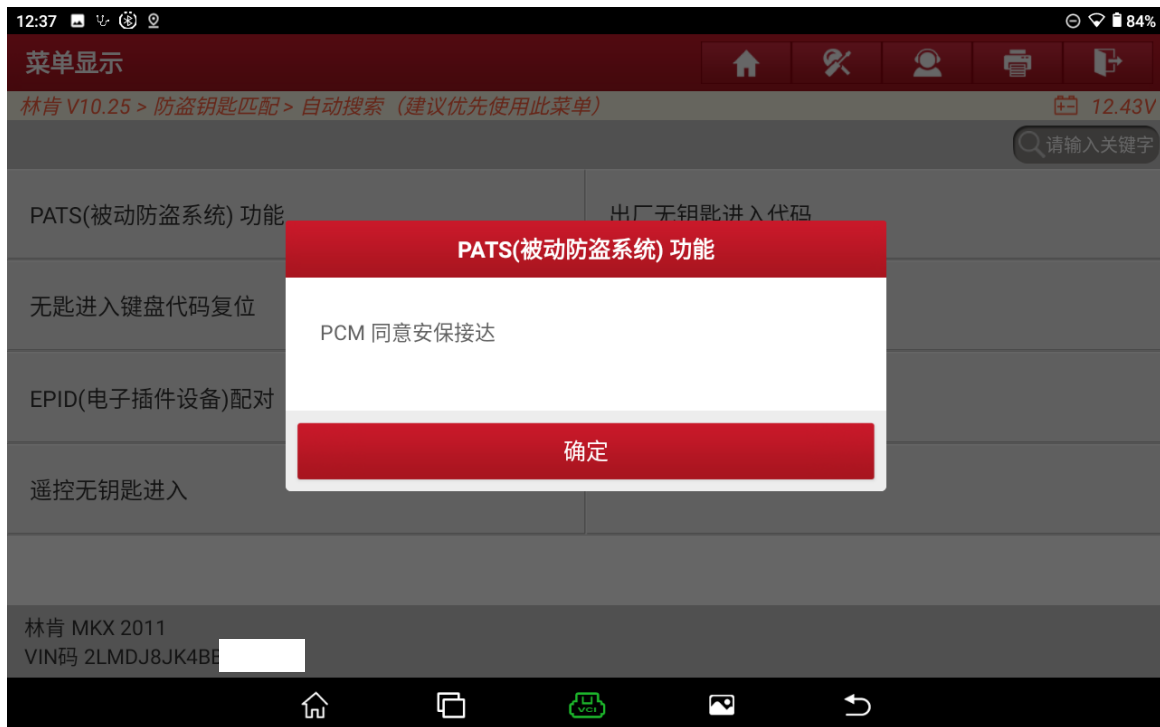 12:37
84%
菜单显示
林肯 V10.25 > 防盗钥匙匹配 > 自动搜索（建议优先使用此菜单）
12.43V
请输入关键字
PATS(被动防盗系统) 功能
出厂无钥匙进入代码
PATS(被动防盗系统) 功能
无匙进入键盘代码复位
PCM 同意安保接达
EPID(电子插件设备)配对
确定
遥控无钥匙进入
林肯 MKX 2011
VIN码 2LMDJ8JK4B
VCI